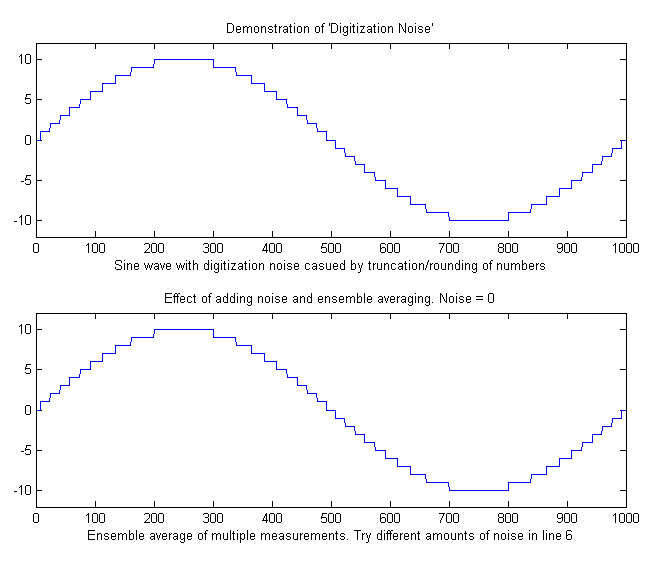 Demonstration of 'Digitization Noise'
10
5
0
-5
-10
0 100 200 300 400 500 600 700 800 900 1000
Sine wave with digitization noise casued by truncation/rounding of numbers
Effect of adding noise and ensemble averaging. Noise = 0
10
5
0
-5
-10
0 100 200 300 400 500 600 700 800 900 1000
Ensemble average of multiple measurements. Try different amounts of noise in line 6